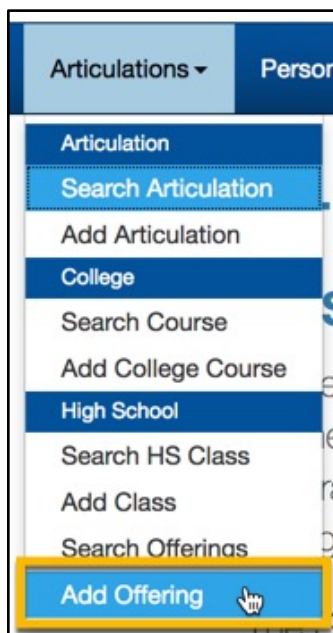 Articulations
Articulation
Search Articulation
Add Articulation
College
Search Course
Add College Course
High School
Search HS Class
Add Class
Search Offerings
Add Offering